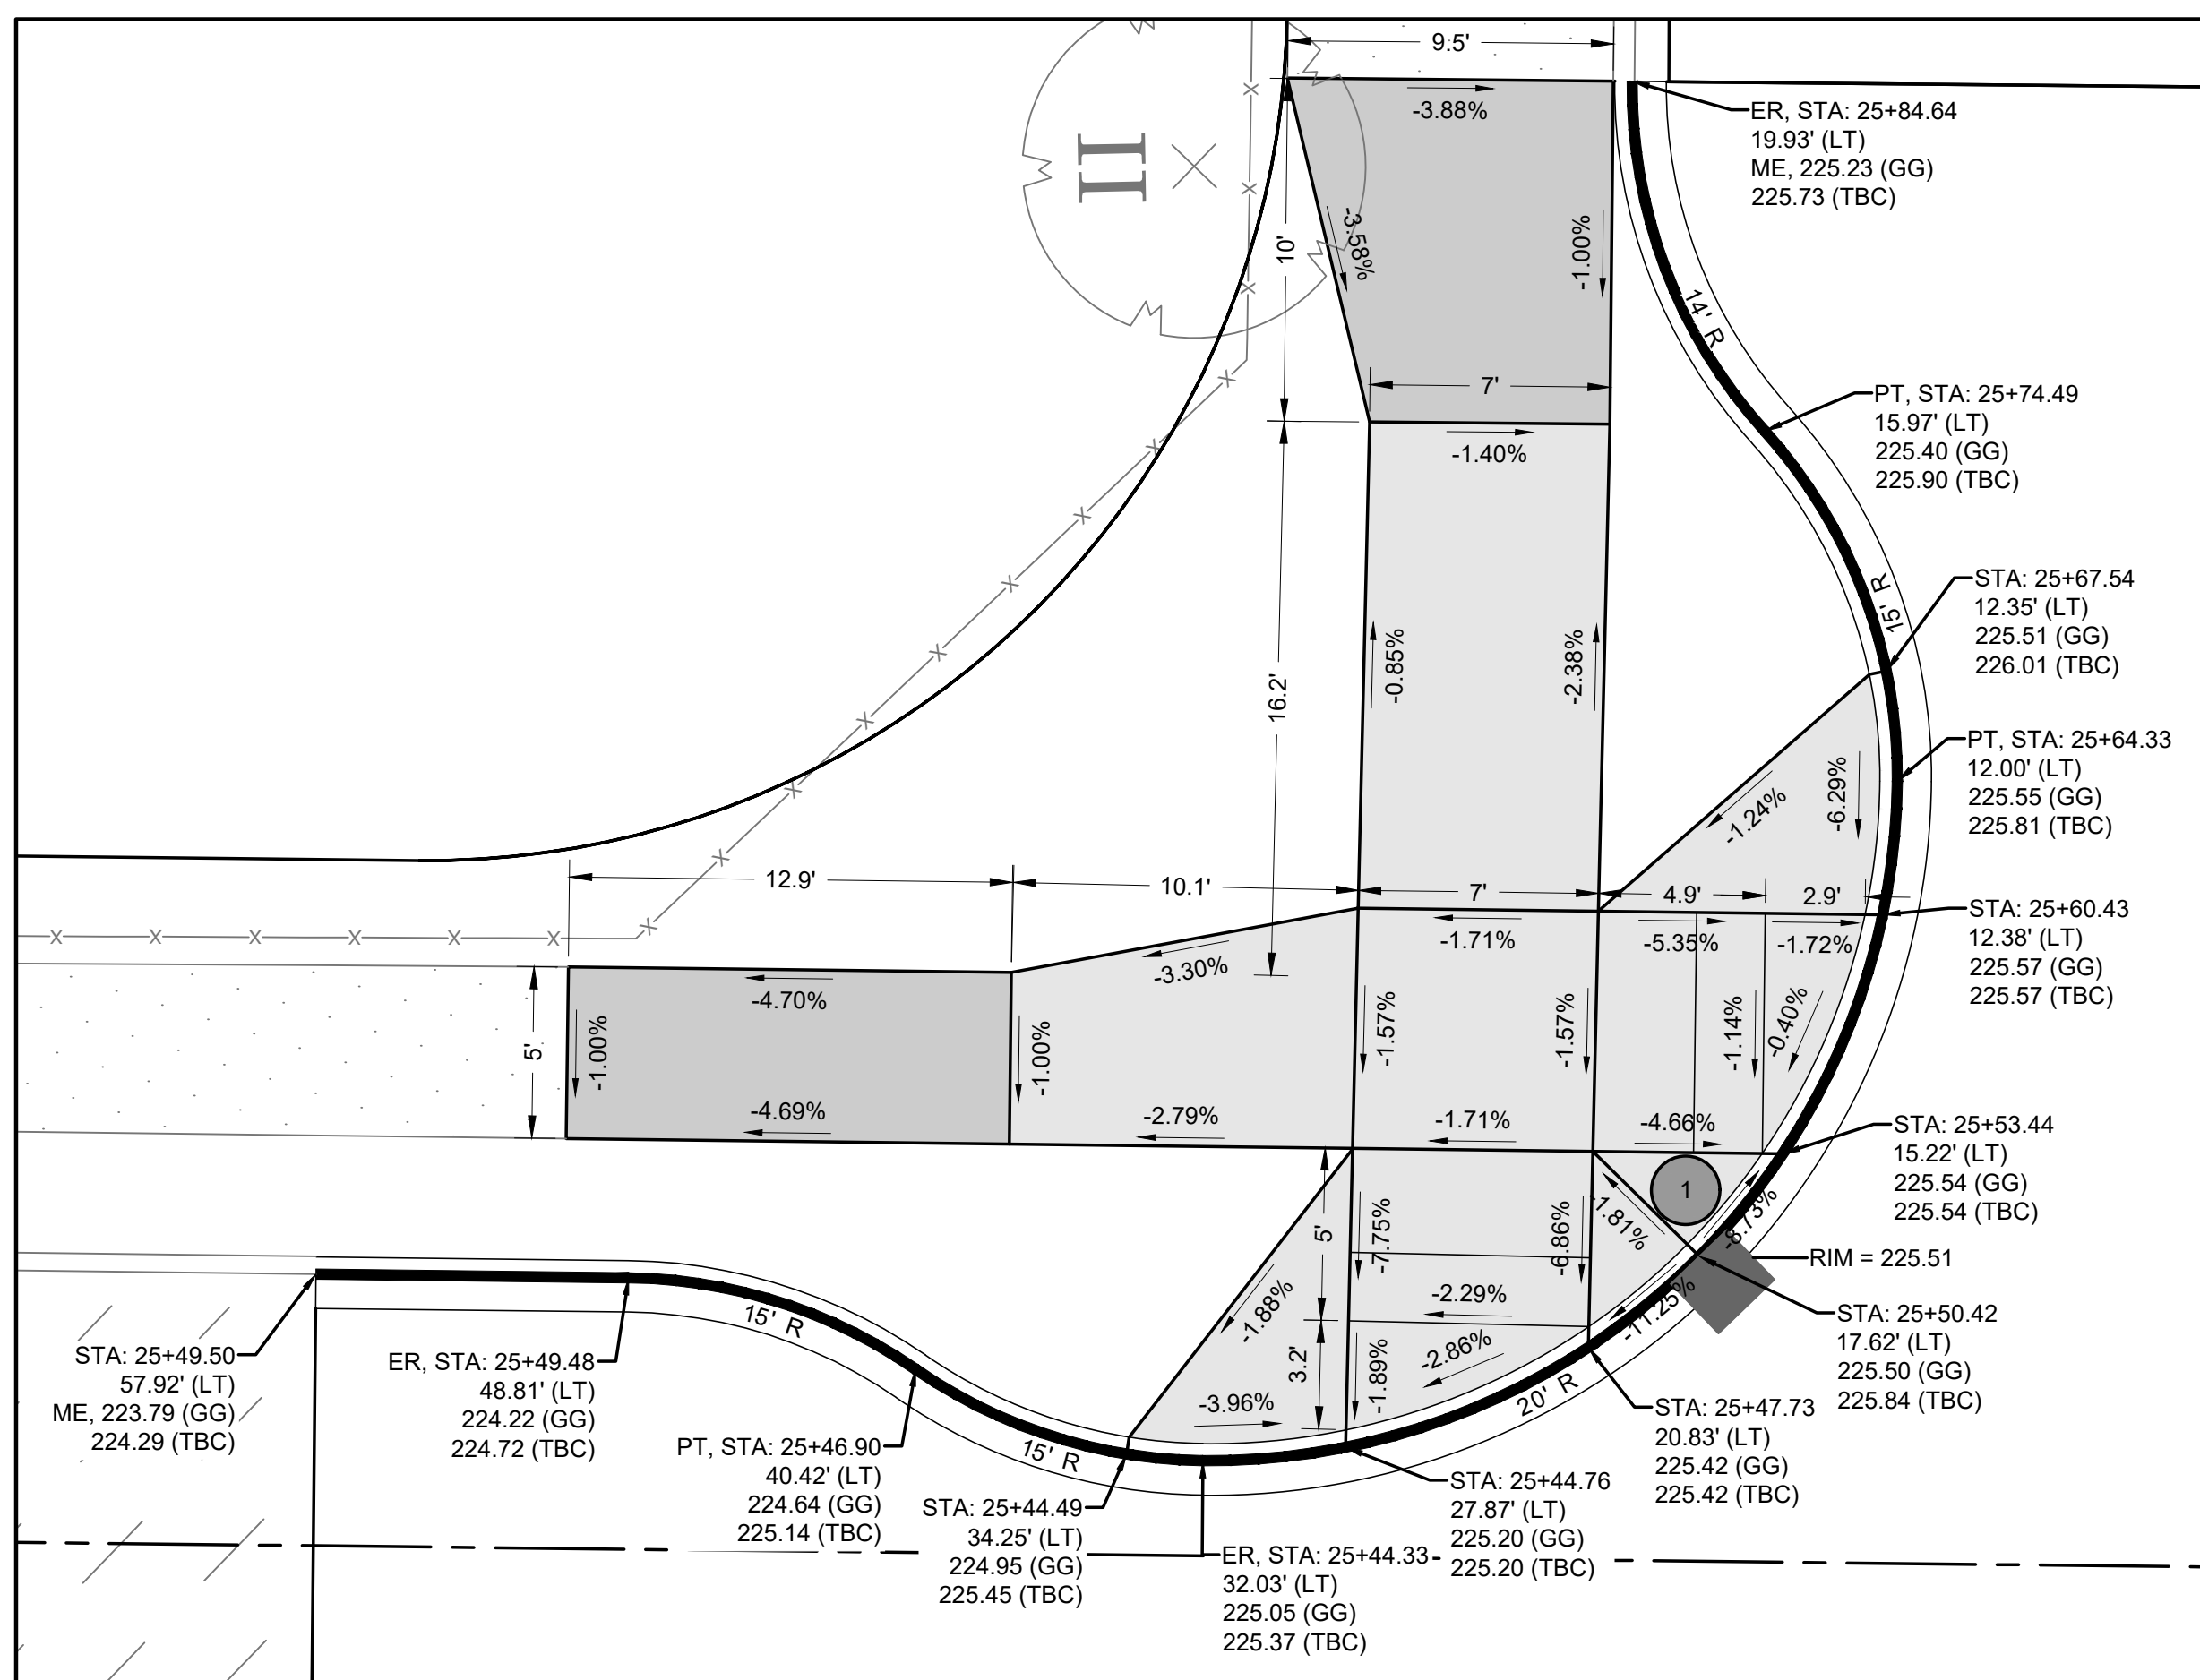 9.5'
-3.88%
ER, STA: 25+84.64
19.93' (LT)
ME, 225.23 (GG)
225.73 (TBC)
II
-3.58%
-1.00%
10'
14' R
7'
PT, STA: 25+74.49
15.97' (LT)
225.40 (GG)
225.90 (TBC)
-1.40%
15' R
STA: 25+67.54
12.35' (LT)
225.51 (GG)
226.01 (TBC)
-0.85%
-2.38%
16.2'
-1.24%
-6.29%
PT, STA: 25+64.33
12.00' (LT)
225.55 (GG)
225.81 (TBC)
12.9'
10.1'
7'
4.9'
2.9'
STA: 25+60.43
12.38' (LT)
225.57 (GG)
225.57 (TBC)
-1.71%
-5.35%
-1.72%
-3.30%
-4.70%
5'
-1.00%
-1.00%
-1.57%
-1.57%
-1.14%
-0.40%
-4.69%
-2.79%
-1.71%
-4.66%
STA: 25+53.44
15.22' (LT)
225.54 (GG)
225.54 (TBC)
1
-7.75%
-6.86%
-1.81%
-8.73%
5'
RIM = 225.51
-1.88%
-2.29%
-11.25%
STA: 25+50.42
17.62' (LT)
225.50 (GG)
225.84 (TBC)
15' R
3.2'
-1.89%
-2.86%
-3.96%
20' R
STA: 25+49.50
57.92' (LT)
ME, 223.79 (GG)
224.29 (TBC)
ER, STA: 25+49.48
48.81' (LT)
224.22 (GG)
224.72 (TBC)
STA: 25+47.73
20.83' (LT)
225.42 (GG)
225.42 (TBC)
15' R
PT, STA: 25+46.90
40.42' (LT)
224.64 (GG)
225.14 (TBC)
STA: 25+44.49
34.25' (LT)
224.95 (GG)
225.45 (TBC)
STA: 25+44.76
27.87' (LT)
225.20 (GG)
225.20 (TBC)
ER, STA: 25+44.33
32.03' (LT)
225.05 (GG)
225.37 (TBC)